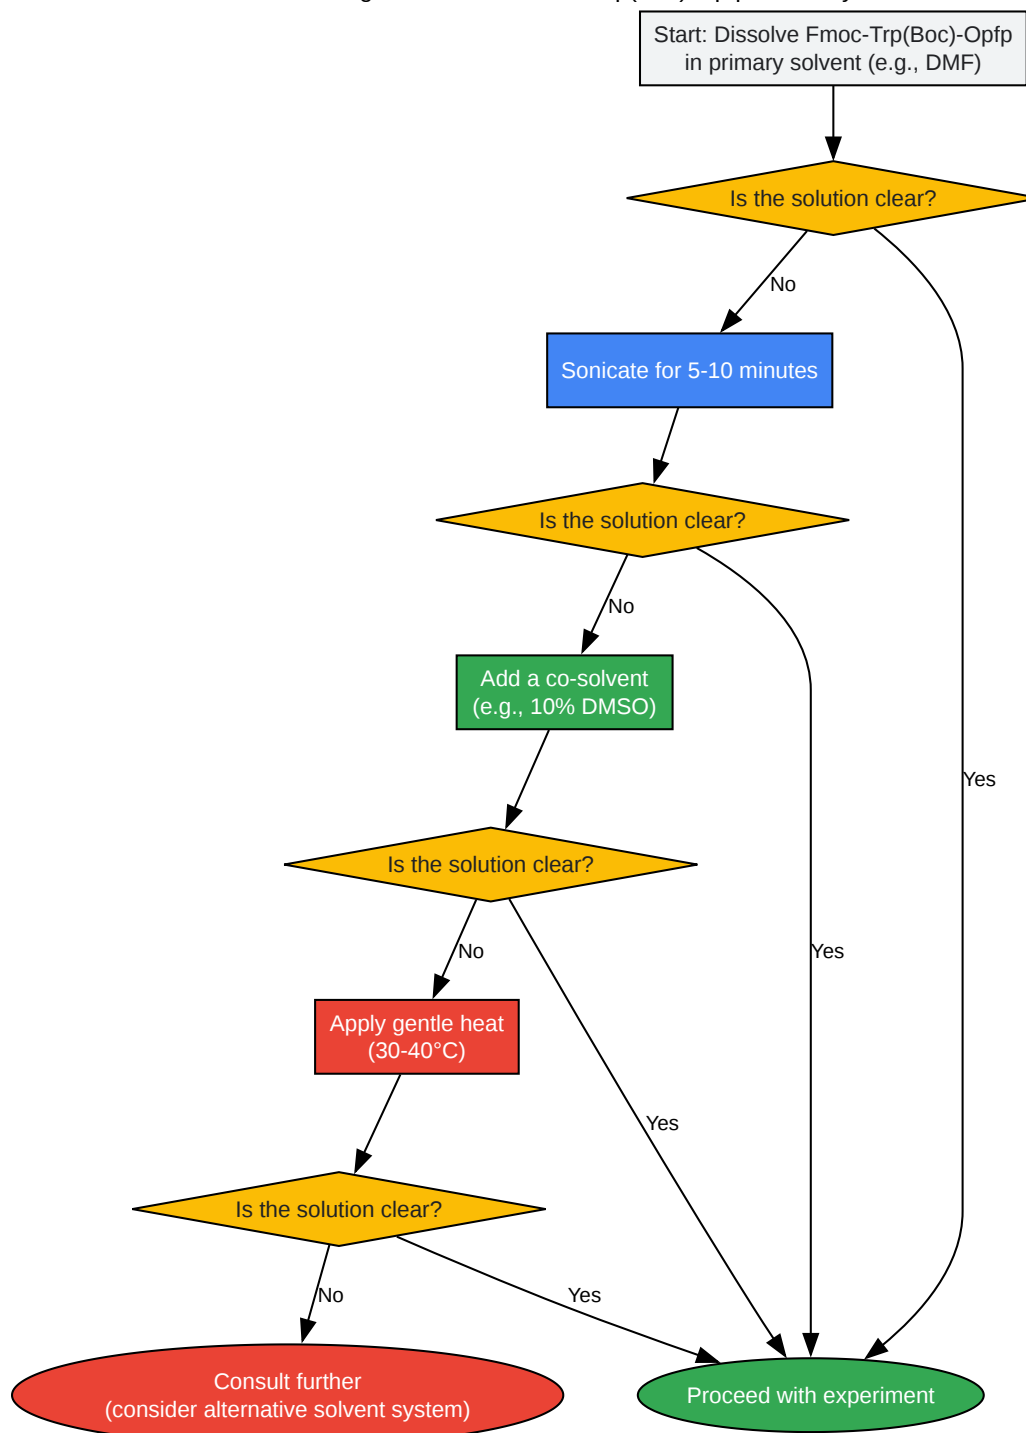 Start: Dissolve Fmoc-Trp(Boc)-Opfp
in primary solvent (e.g., DMF)
Is the solution clear?
No
Sonicate for 5-10 minutes
Is the solution clear?
No
Add a co-solvent
(e.g., 10% DMSO)
Yes
Is the solution clear?
No
Yes
Apply gentle heat
(30-40°C)
Yes
Is the solution clear?
No
Yes
Consult further
(consider alternative solvent system)
Proceed with experiment